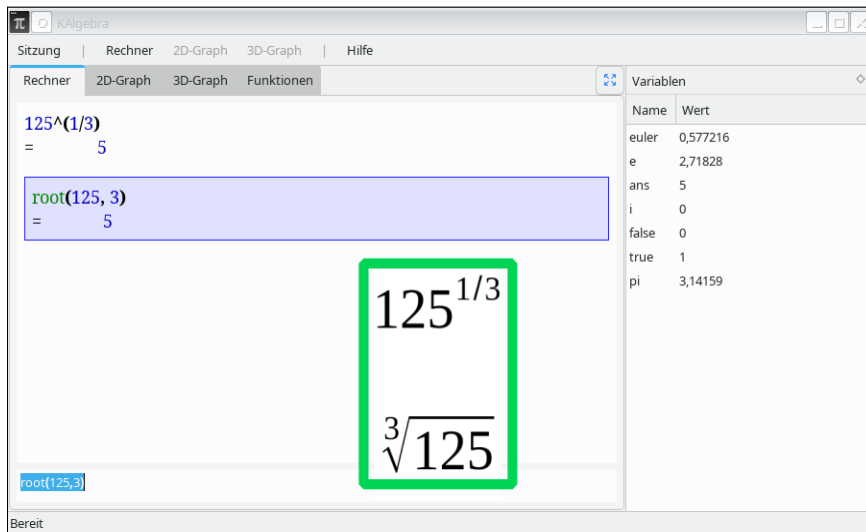 π KAlgebra
Sitzung | Rechner 2D-Graph 3D-Graph | Hilfe
Rechner 2D-Graph 3D-Graph Funktionen
125^(1/3)
= 5
root(125, 3)
= 5
125^1/3
3√125
root(125,3)
Variablen
Name Wert
euler 0,577216
e 2,71828
ans 5
i 0
false 0
true 1
pi 3,14159
Bereit